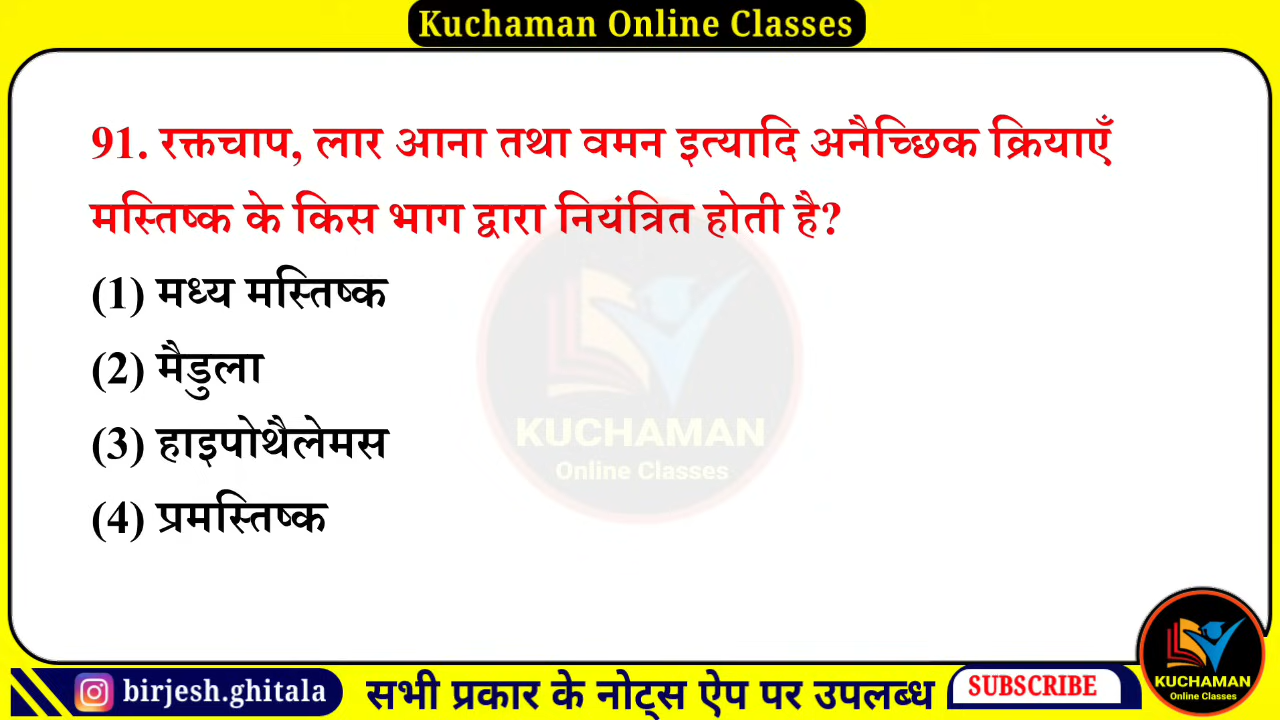 Kuchaman Online Classes
91. रक्तचाप, लार आना तथा वमन इत्यादि अनैच्छिक क्रियाएँ
मस्तिष्क के किस भाग द्वारा नियंत्रित होती है?
(1) मध्य मस्तिष्क
(2) मैडुला
(3) हाइपोथैलेमस
(4) प्रमस्तिष्क
KUCHAMAN
Online Classes
birjesh.ghitala
सभी प्रकार के नोट्स ऐप पर उपलब्ध
SUBSCRIBE
KUCHAMAN
Online Classes